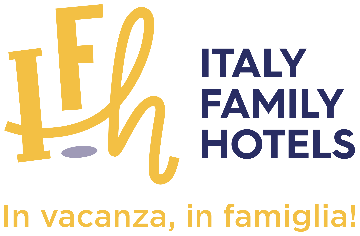 IFh
ITALY
FAMILY
HOTELS
In vacanza, in famiglia!